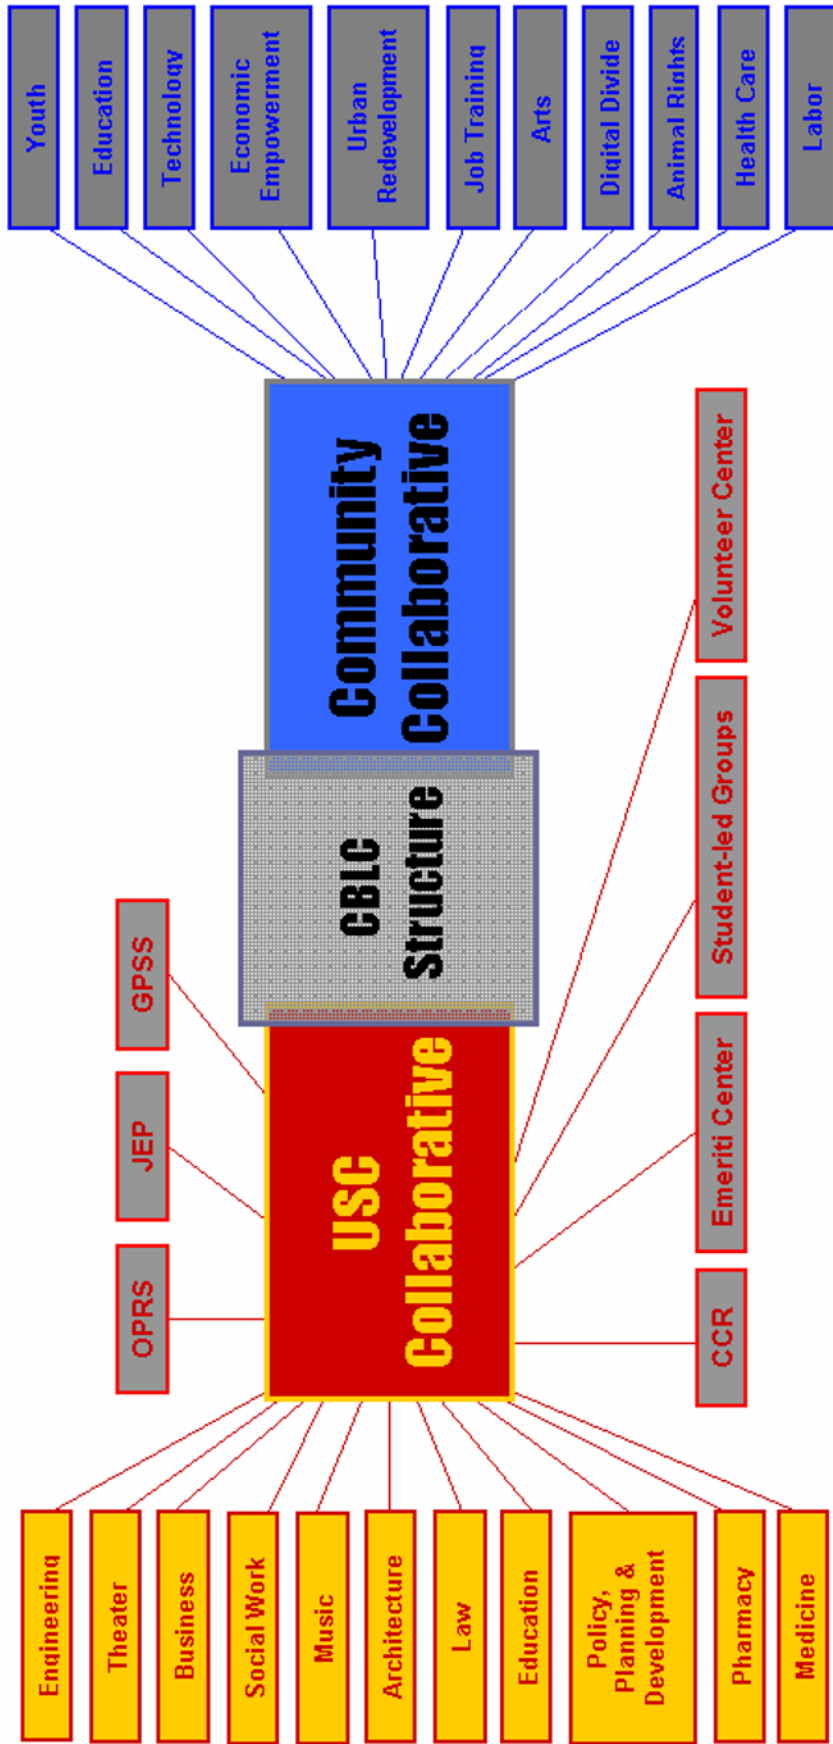 Youth
Education
Technology
Economic
Empowerment
Urban
Redevelopment
Job Training
Arts
Digital Divide
Animal Rights
Health Care
Labor
Community
Collaborative
CBLC
Structure
USC
Collaborative
GPSS
JEP
OPRS
Volunteer Center
Student-led Groups
Emeriti Center
CCR
Engineering
Theater
Business
Social Work
Music
Architecture
Law
Education
Policy,
Planning &
Development
Pharmacy
Medicine